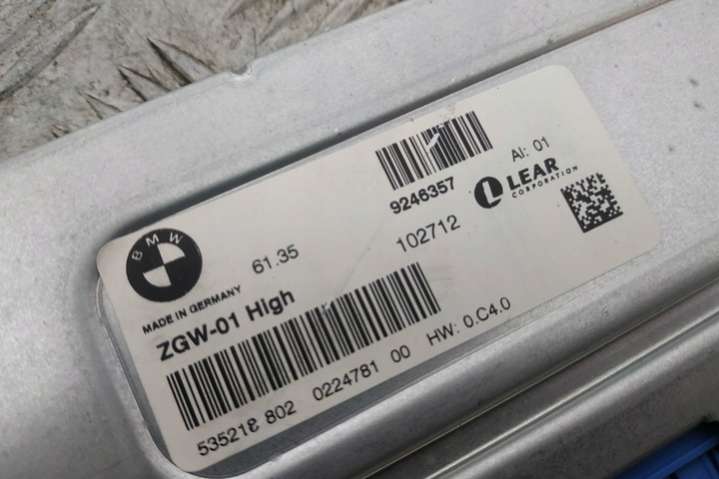 BMW
MADE IN GERMANY
61.35
9246357
AI: 01
LEAR
CORPORATION
102712
ZGW-01 High
535218 802 0224781 00 HW: 0.C4.0